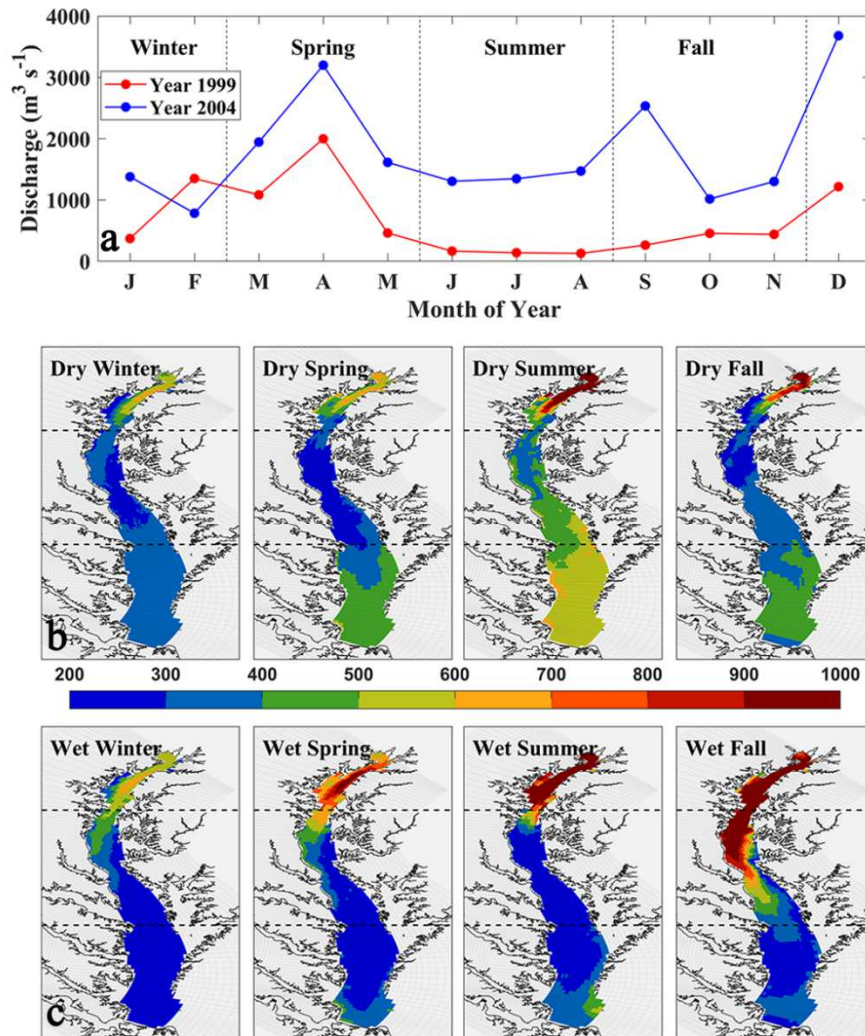 4000
3000
2000
1000
0
Discharge (m³ s⁻¹)
Winter Spring Summer Fall
Year 1999
Year 2004
a
J F M A M J J A S O N D
Month of Year
Dry Winter Dry Spring Dry Summer Dry Fall
b
200 300 400 500 600 700 800 900 1000
Wet Winter Wet Spring Wet Summer Wet Fall
c